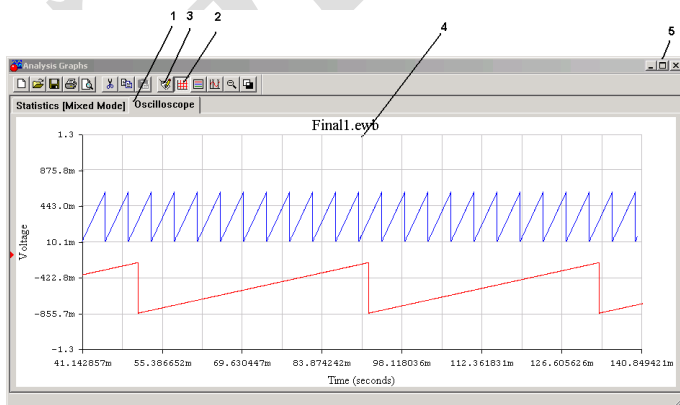 1 3 2
4
5
Analysis Graphs
Statistics [Mixed Mode] Oscilloscope
Final1.ewb
1.3
875.8m
443.0m
10.1m
-422.8m
-855.7m
-1.3
Voltage
41.142857m 55.386652m 69.630447m 83.874242m 98.118036m 112.361831m 126.605626m 140.849421m
Time (seconds)